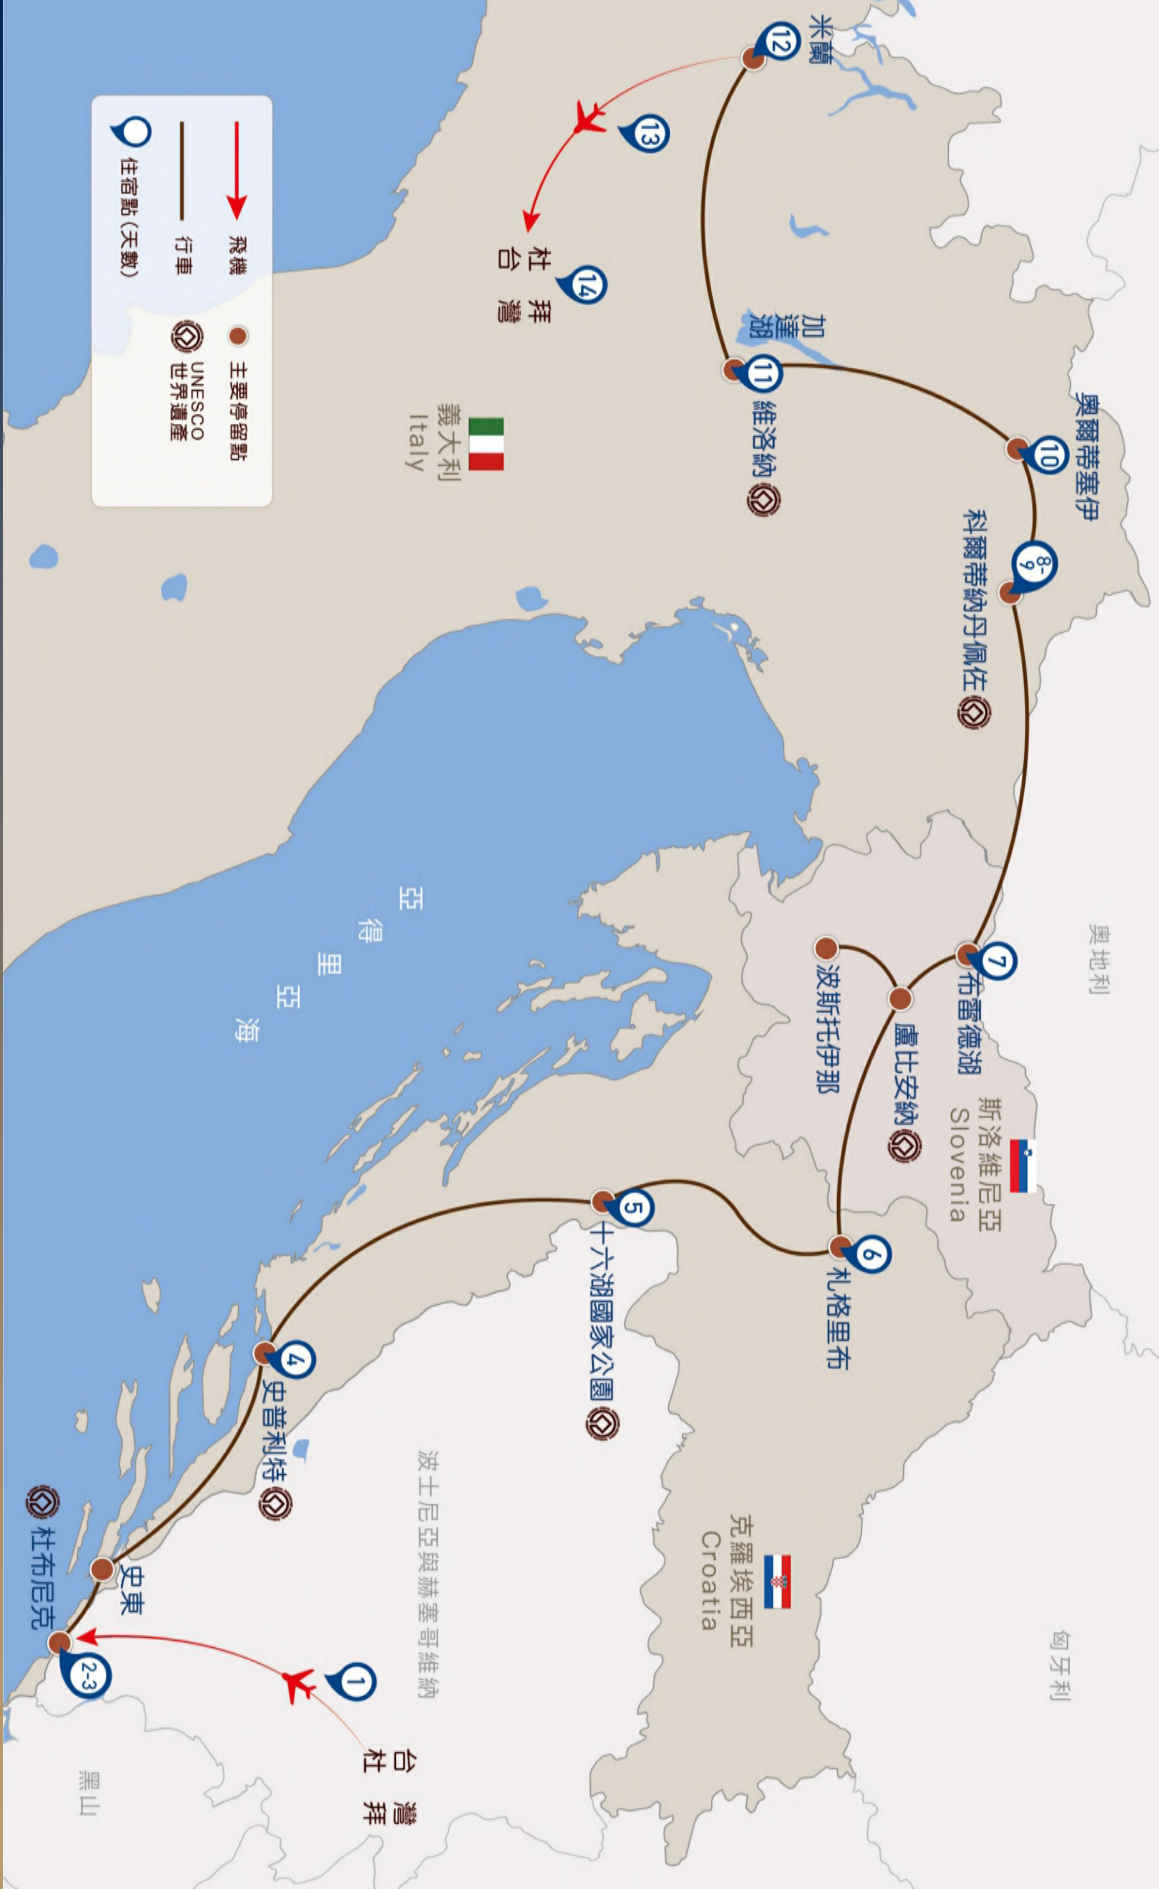 米蘭
12
13
杜拜
台灣
14
加達湖
11
維洛納
奧爾蒂塞伊
10
8-9
科爾蒂納丹佩佐
義大利
Italy
奧地利
7
布雷德湖
盧比安納
波斯托伊那
斯洛維尼亞
Slovenia
6
札格里布
5
十六湖國家公園
4
史普利特
史東
杜布尼克
2-3
1
台灣
杜拜
克羅埃西亞
Croatia
匈牙利
波士尼亞與赫塞哥維納
黑山
亞得里亞海
飛機
主要停留點
行車
UNESCO
世界遺產
住宿點(天數)